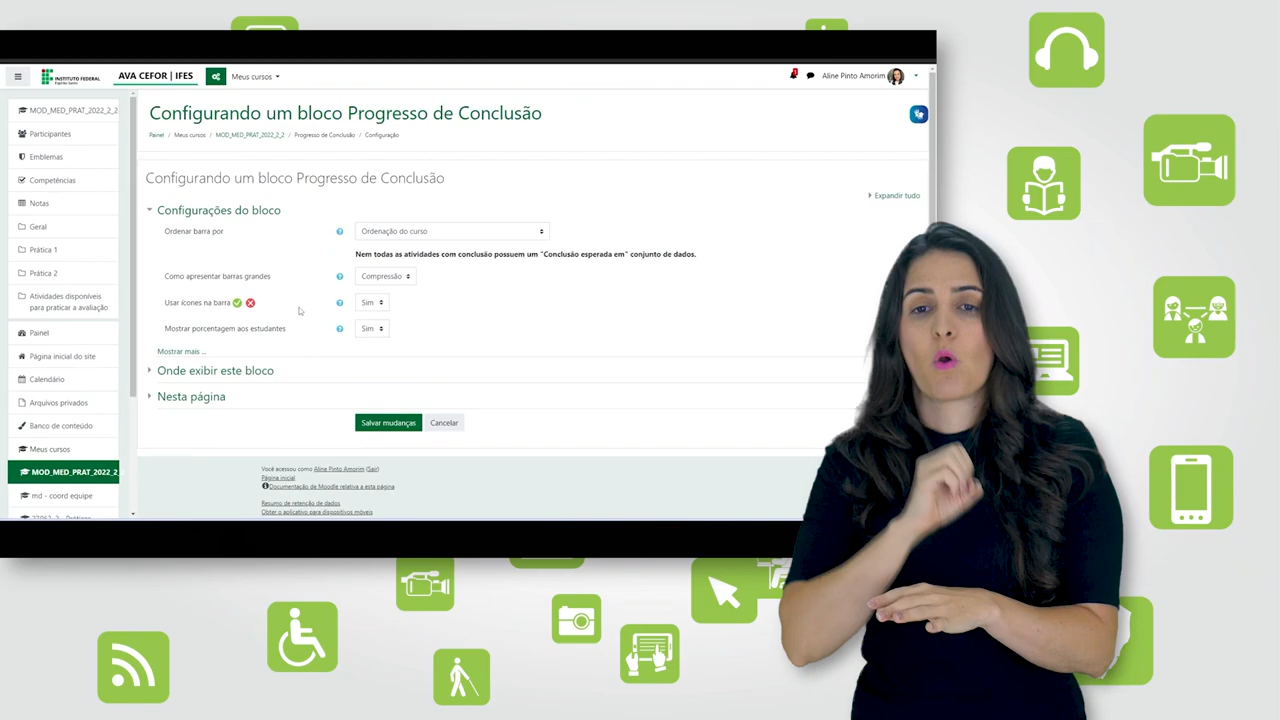 INSTITUTO FEDERAL
Espírito Santo
AVA CEFOR | IFES
Meus cursos
Aline Pinto Amorim
MOD_MED_PRAT_2022_2_2
Participantes
Emblemas
Competências
Notas
Geral
Prática 1
Prática 2
Atividades disponíveis
para praticar a avaliação
Painel
Página inicial do site
Calendário
Arquivos privados
Banco de conteúdo
Meus cursos
MOD_MED_PRAT_2022_2_
md - coord equipe
Configurando um bloco Progresso de Conclusão
Painel / Meus cursos / MOD_MED_PRAT_2022_2_2 / Progresso de Conclusão / Configuração
Configurando um bloco Progresso de Conclusão
Expandir tudo
Configurações do bloco
Ordenar barra por
Ordenação do curso
Nem todas as atividades com conclusão possuem um "Conclusão esperada em" conjunto de dados.
Como apresentar barras grandes
Compressão
Usar ícones na barra
Sim
Mostrar porcentagem aos estudantes
Sim
Mostrar mais ...
Onde exibir este bloco
Nesta página
Salvar mudanças
Cancelar
Você acessou como Aline Pinto Amorim (Sair)
Página inicial
Documentação de Moodle relativa a esta página
Resumo de retenção de dados
Obter o aplicativo para dispositivos móveis